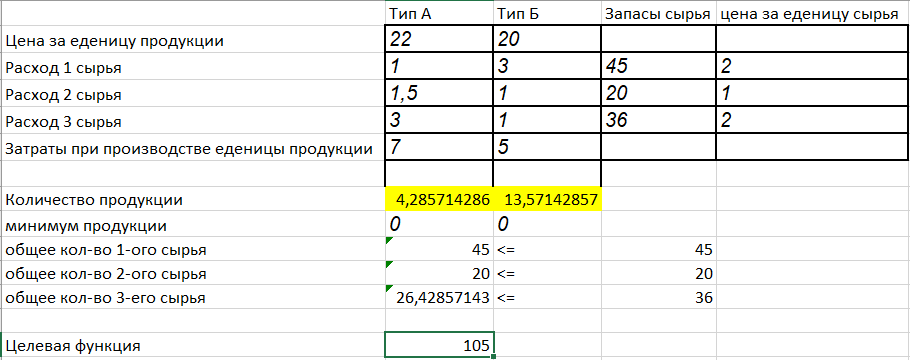 Тип А Тип Б Запасы сырья цена за еденицу сырья
Цена за еденицу продукции 22 20
Расход 1 сырья 1 3 45 2
Расход 2 сырья 1,5 1 20 1
Расход 3 сырья 3 1 36 2
Затраты при производстве еденицы продукции 7 5
Количество продукции 4,285714286 13,57142857
минимум продукции 0 0
общее кол-во 1-ого сырья 45 <= 45
общее кол-во 2-ого сырья 20 <= 20
общее кол-во 3-его сырья 26,42857143 <= 36
Целевая функция 105